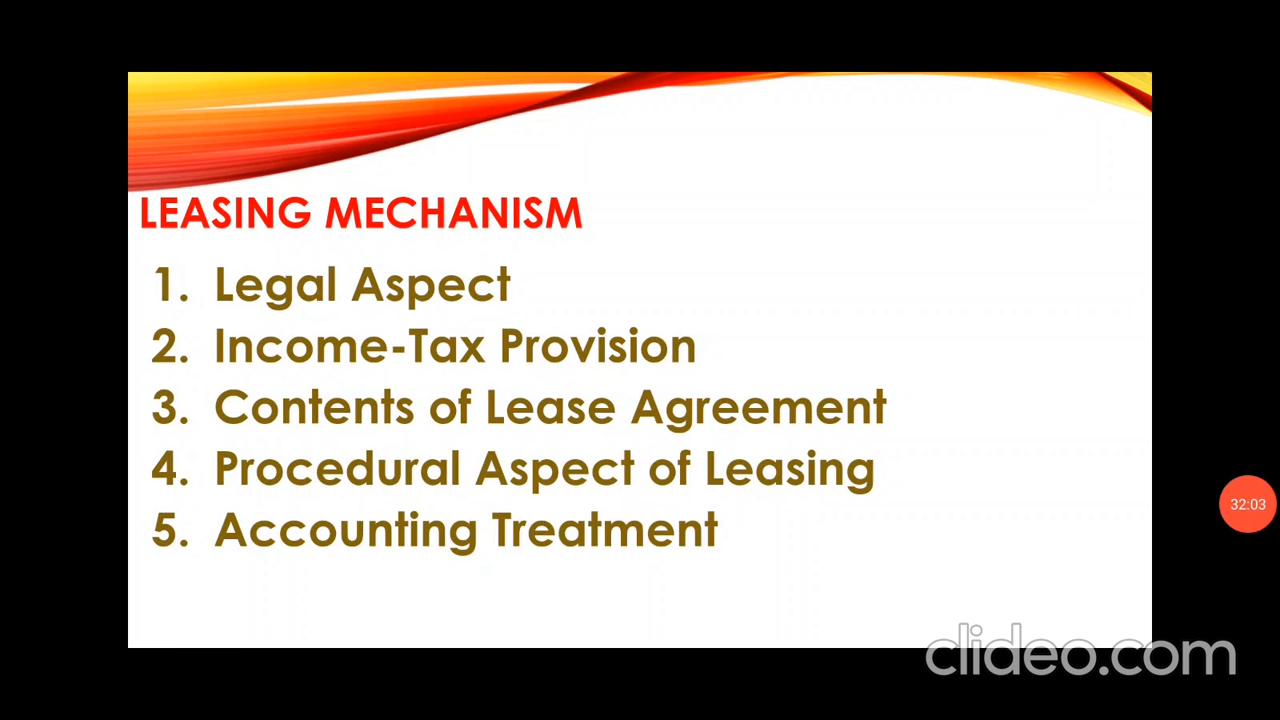 LEASING MECHANISM
1. Legal Aspect
2. Income-Tax Provision
3. Contents of Lease Agreement
4. Procedural Aspect of Leasing
5. Accounting Treatment
32:03
clideo.com